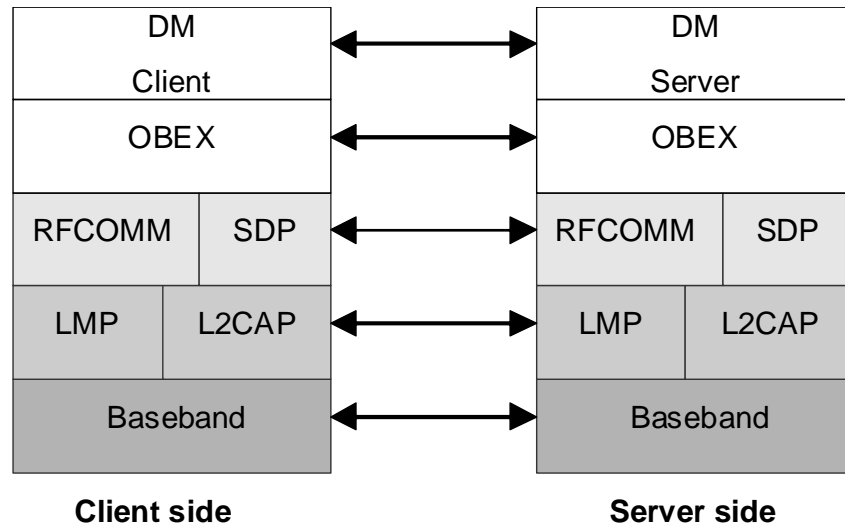 DM DM
Client Server
OBEX OBEX
RFCOMM SDP RFCOMM SDP
LMP L2CAP LMP L2CAP
Baseband Baseband
Client side Server side